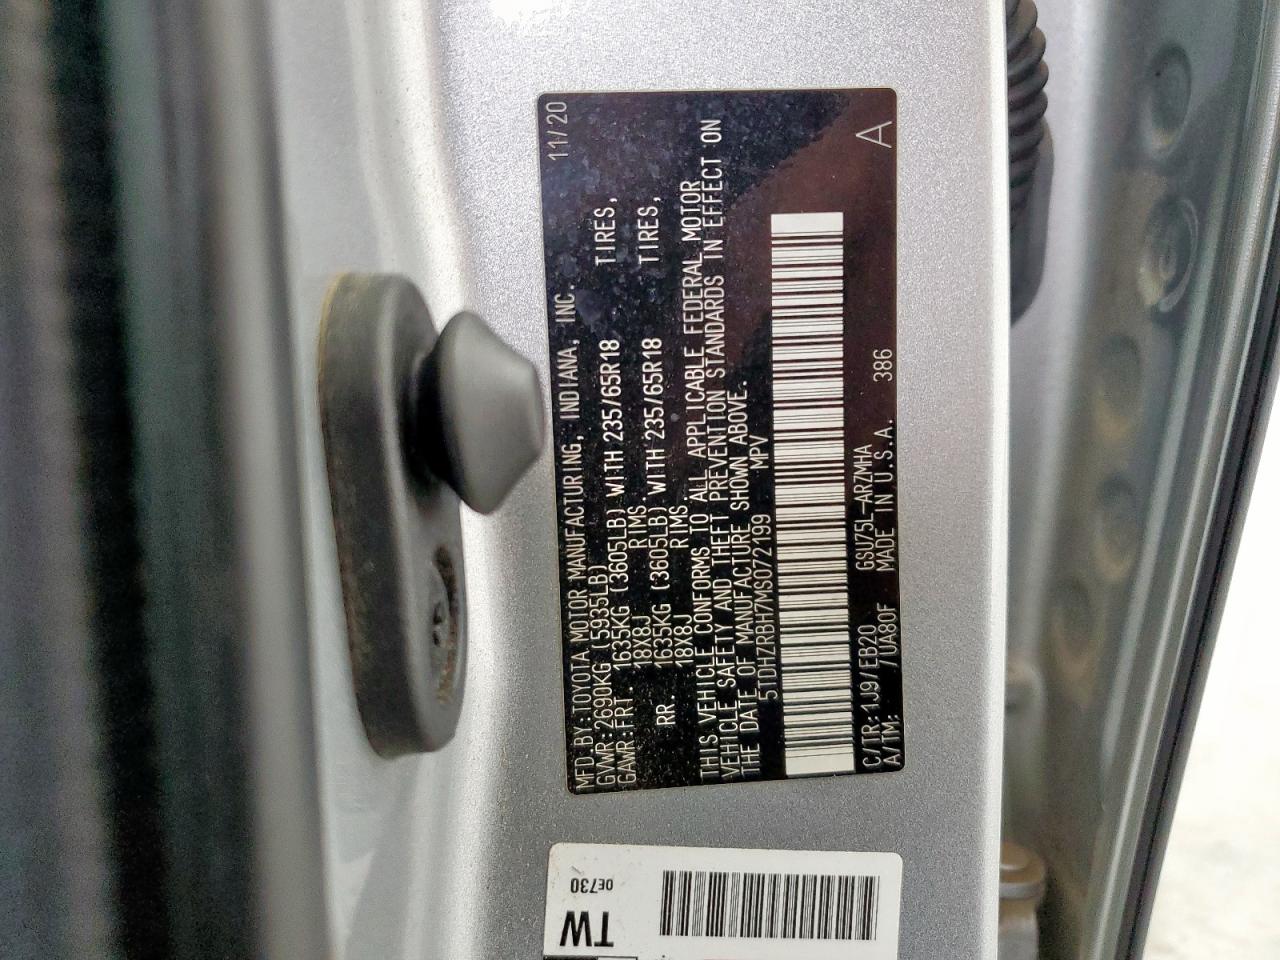 MFD.BY:TOYOTA MOTOR MANUFACTURING, INDIANA, INC. 11/20
GVWR:2690KG (5935LB)
GAWR:FRT. 1635KG (3605LB) WITH 235/65R18 TIRES,
18X8J RIMS.
RR. 1635KG (3605LB) WITH 235/65R18 TIRES,
18X8J RIMS
THIS VEHICLE CONFORMS TO ALL APPLICABLE FEDERAL MOTOR
VEHICLE SAFETY AND THEFT PREVENTION STANDARDS IN EFFECT ON
THE DATE OF MANUFACTURE SHOWN ABOVE.
5TDHZRBH7MS072199 MPV
C/TR:1J9/EB20 GSU75L-ARZMHA A
A/TM: /UA80F MADE IN U.S.A. 386
0E730
TW